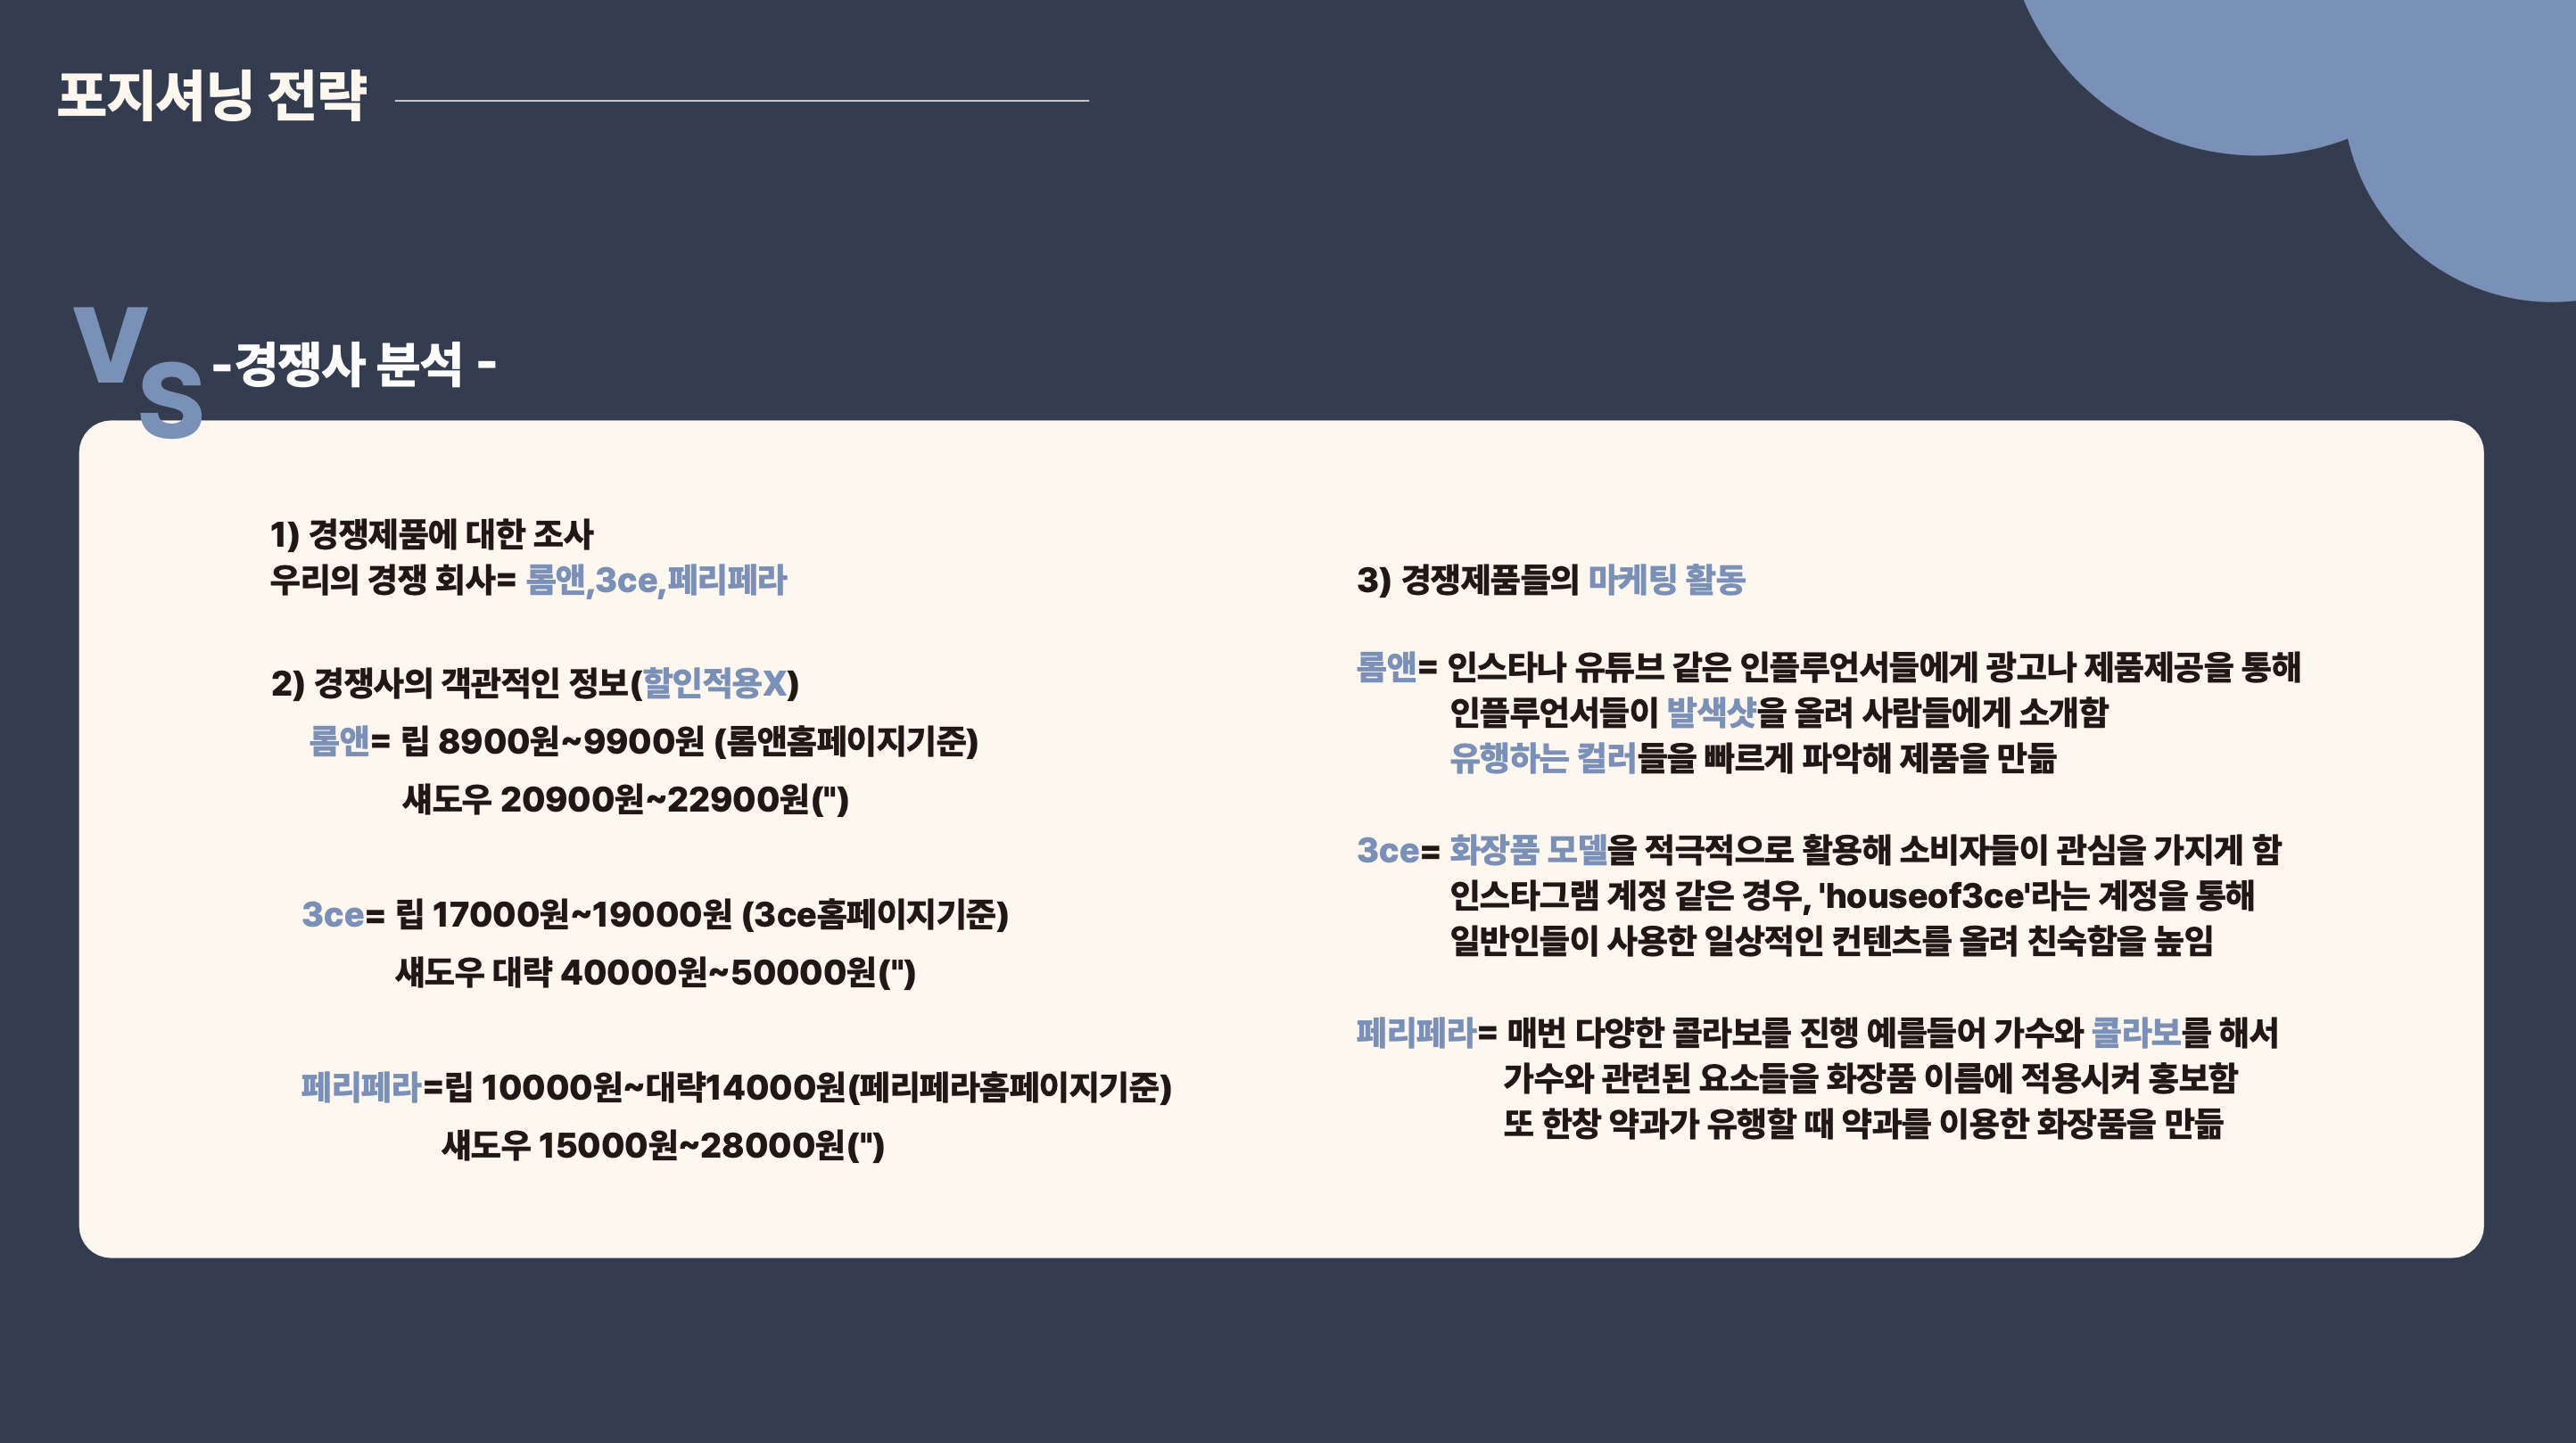 포지셔닝 전략
VS -경쟁사 분석 -
1) 경쟁제품에 대한 조사
우리의 경쟁 회사= 롬앤,3ce,페리페라
2) 경쟁사의 객관적인 정보(할인적용X)
롬앤= 립 8900원~9900원 (롬앤홈페이지기준)
섀도우 20900원~22900원(")
3ce= 립 17000원~19000원 (3ce홈페이지기준)
섀도우 대략 40000원~50000원(")
페리페라=립 10000원~대략14000원(페리페라홈페이지기준)
섀도우 15000원~28000원(")
3) 경쟁제품들의 마케팅 활동
롬앤= 인스타나 유튜브 같은 인플루언서들에게 광고나 제품제공을 통해
인플루언서들이 발색샷을 올려 사람들에게 소개함
유행하는 컬러들을 빠르게 파악해 제품을 만듦
3ce= 화장품 모델을 적극적으로 활용해 소비자들이 관심을 가지게 함
인스타그램 계정 같은 경우, 'houseof3ce'라는 계정을 통해
일반인들이 사용한 일상적인 컨텐츠를 올려 친숙함을 높임
페리페라= 매번 다양한 콜라보를 진행 예를들어 가수와 콜라보를 해서
가수와 관련된 요소들을 화장품 이름에 적용시켜 홍보함
또 한창 약과가 유행할 때 약과를 이용한 화장품을 만듦